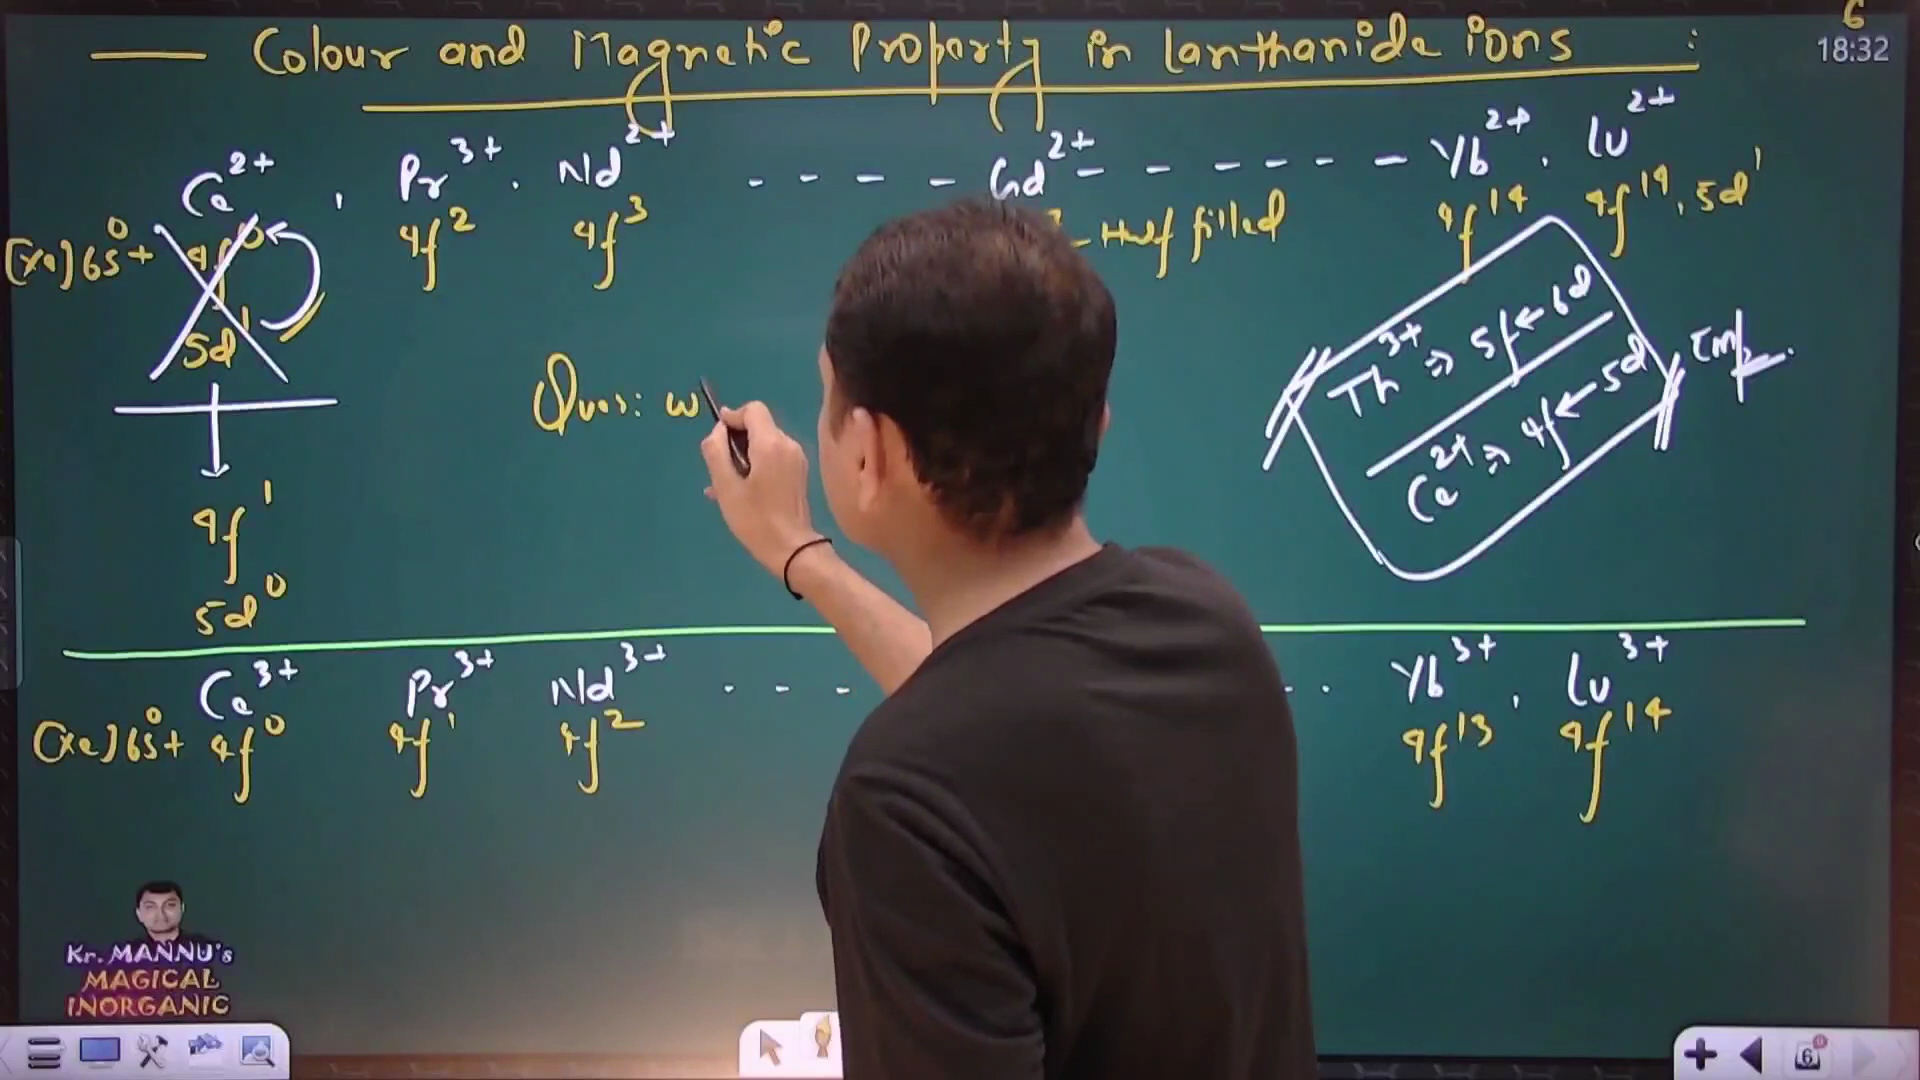 6
18:32
— Colour and Magnetic Property in Lanthanide ions :
Ce²⁺ , Pr³⁺ . Nd²⁺ - - - - Gd²⁺ - - - - - - Yb²⁺ . Lu²⁺
[Xe] 6s⁰ + 4f⁰ 4f² 4f³ - Half filled 4f¹⁴ 4f¹⁴, 5d¹
5d¹
Th³⁺ ⇒ 5f ← 6d
Ce²⁺ ⇒ 4f ← 5d
Imp.
Ques: w
4f¹
5d⁰
Ce³⁺ Pr³⁺ Nd³⁺ - - - . . Yb³⁺ , Lu³⁺
[Xe] 6s⁰ + 4f⁰ 4f¹ 4f² 4f¹³ 4f¹⁴
Kr. MANNU's
MAGICAL
INORGANIC
6